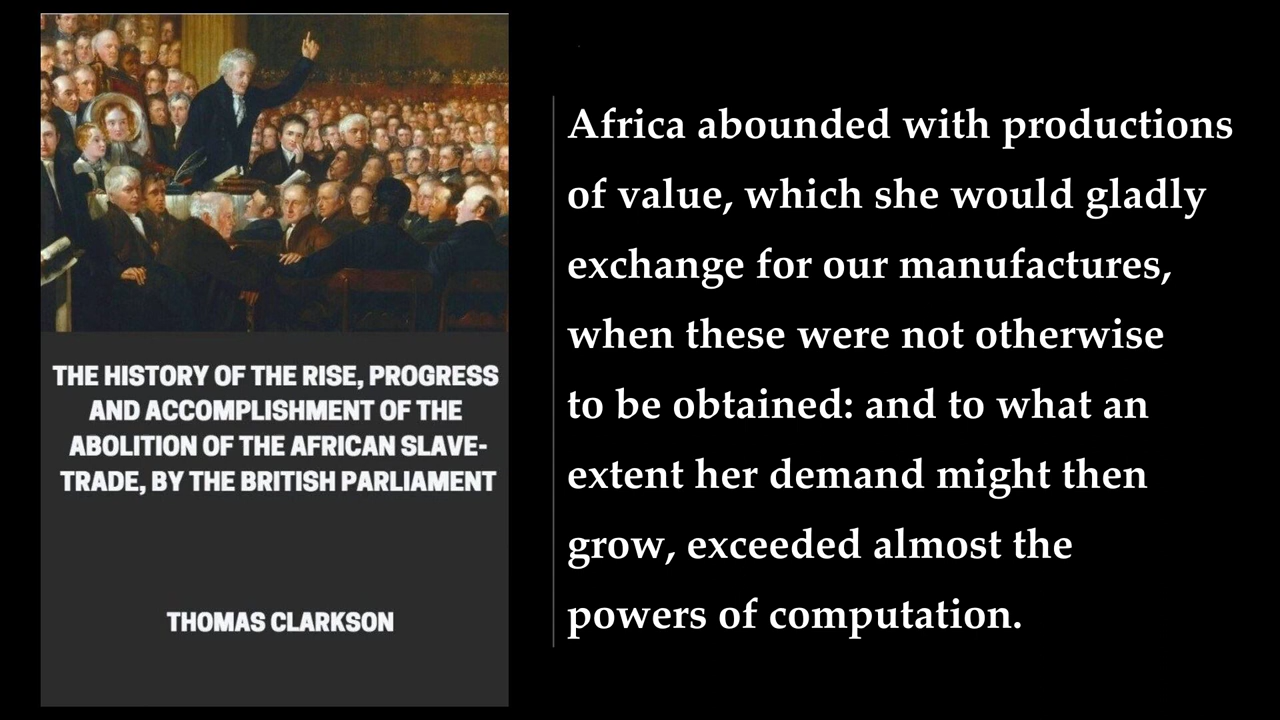 THE HISTORY OF THE RISE, PROGRESS
AND ACCOMPLISHMENT OF THE
ABOLITION OF THE AFRICAN SLAVE-
TRADE, BY THE BRITISH PARLIAMENT
THOMAS CLARKSON
Africa abounded with productions
of value, which she would gladly
exchange for our manufactures,
when these were not otherwise
to be obtained: and to what an
extent her demand might then
grow, exceeded almost the
powers of computation.